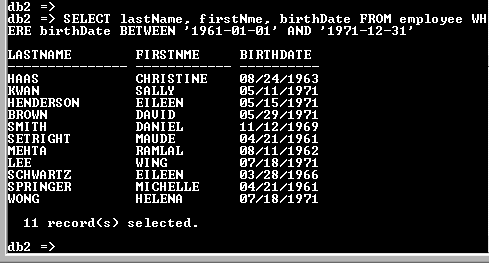 db2 =>
db2 => SELECT lastName, firstNme, birthDate FROM employee WH
ERE birthDate BETWEEN '1961-01-01' AND '1971-12-31'
LASTNAME FIRSTNME BIRTHDATE
--------------- ------------ ----------
HAAS CHRISTINE 08/24/1963
KWAN SALLY 05/11/1971
HENDERSON EILEEN 05/15/1971
BROWN DAVID 05/29/1971
SMITH DANIEL 11/12/1969
SETRIGHT MAUDE 04/21/1961
MEHTA RAMLAL 08/11/1962
LEE WING 07/18/1971
SCHWARTZ EILEEN 03/28/1966
SPRINGER MICHELLE 04/21/1961
WONG HELENA 07/18/1971
11 record(s) selected.
db2 =>